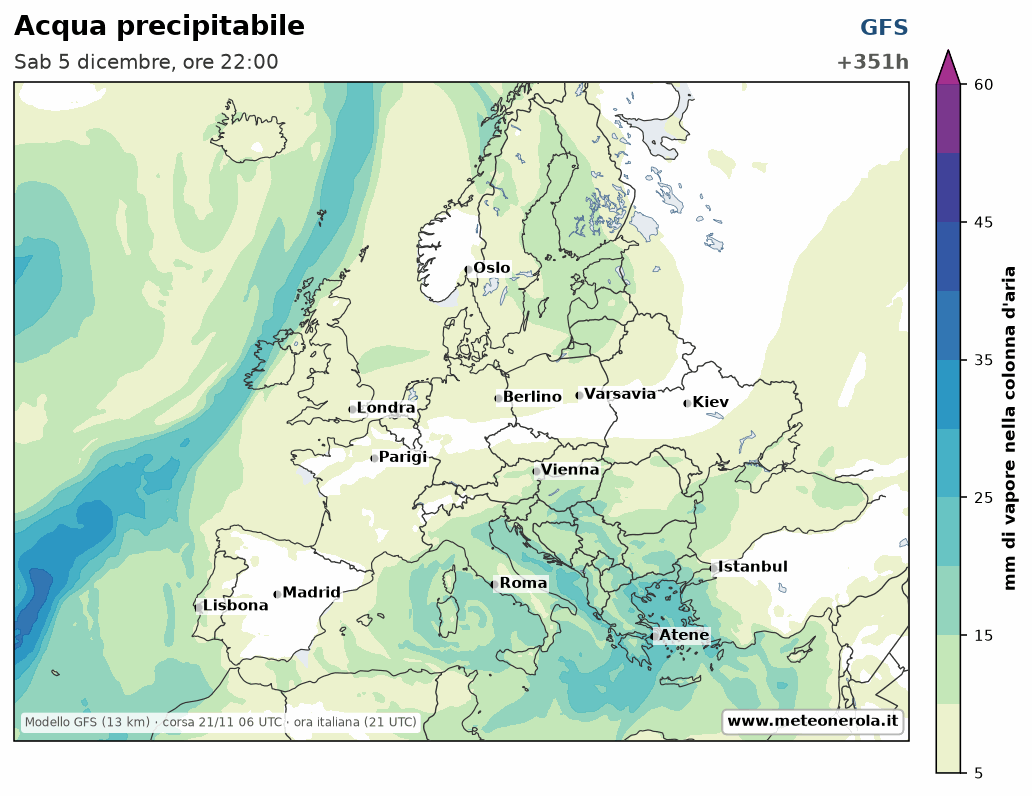 Acqua precipitabile
GFS
Sab 5 dicembre, ore 22:00
+351h
60
45
35
25
15
5
mm di vapore nella colonna d'aria
Oslo
Berlino
Varsavia
Kiev
Londra
Parigi
Vienna
Istanbul
Roma
Madrid
Lisbona
Atene
Modello GFS (13 km) · corsa 21/11 06 UTC · ora italiana (21 UTC)
www.meteonerola.it